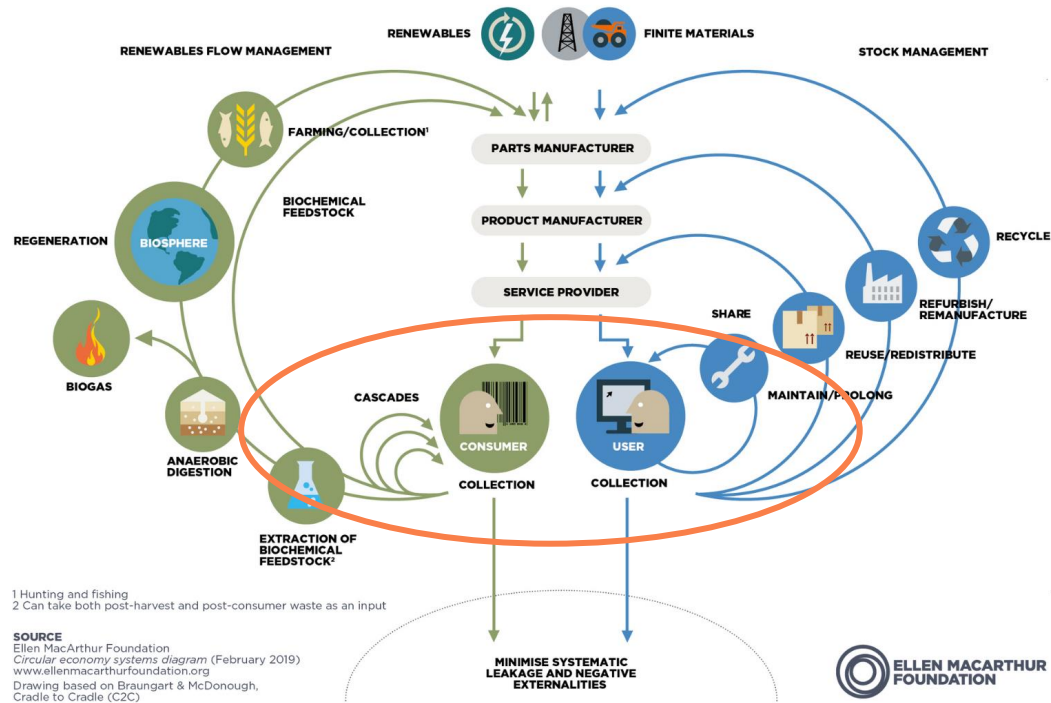 RENEWABLES
FINITE MATERIALS
RENEWABLES FLOW MANAGEMENT
STOCK MANAGEMENT
FARMING/COLLECTION¹
PARTS MANUFACTURER
BIOCHEMICAL
FEEDSTOCK
PRODUCT MANUFACTURER
REGENERATION
BIOSPHERE
RECYCLE
SERVICE PROVIDER
SHARE
REFURBISH/
REMANUFACTURE
REUSE/REDISTRIBUTE
BIOGAS
CASCADES
MAINTAIN/PROLONG
CONSUMER
USER
ANAEROBIC
DIGESTION
COLLECTION
COLLECTION
EXTRACTION OF
BIOCHEMICAL
FEEDSTOCK²
1 Hunting and fishing
2 Can take both post-harvest and post-consumer waste as an input
SOURCE
Ellen MacArthur Foundation
Circular economy systems diagram (February 2019)
www.ellenmacarthurfoundation.org
Drawing based on Braungart & McDonough,
Cradle to Cradle (C2C)
MINIMISE SYSTEMATIC
LEAKAGE AND NEGATIVE
EXTERNALITIES
ELLEN MACARTHUR
FOUNDATION